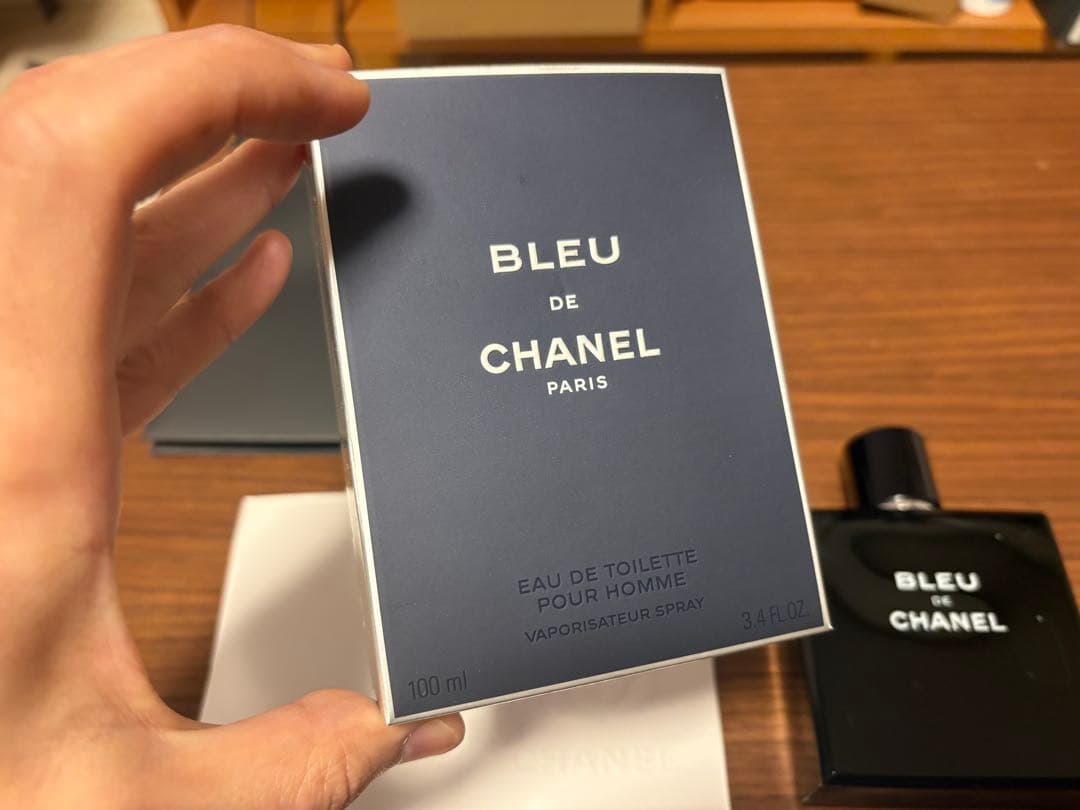 BLEU
DE
CHANEL
PARIS
EAU DE TOILETTE
POUR HOMME
VAPORISATEUR SPRAY
100 ml
3.4 FL.OZ.
BLEU
DE
CHANEL
CHANEL